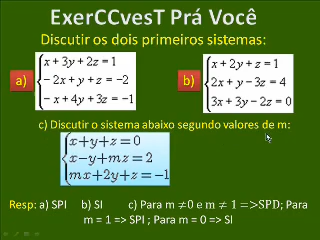 ExerCCvesT Prá Você
Discutir os dois primeiros sistemas:
a)
x + 3y + 2z = 1
− 2x + y + z = −2
− x + 4y + 3z = −1
b)
x + 2y + z = 1
2x + y − 3z = 4
3x + 3y − 2z = 0
c) Discutir o sistema abaixo segundo valores de m:
x+y+z=0
x−y+mz=2
mx+2y+z=−1
Resp: a) SPI b) SI c) Para m ≠0 e m ≠ 1 =>SPD; Para
m = 1 => SPI ; Para m = 0 => SI